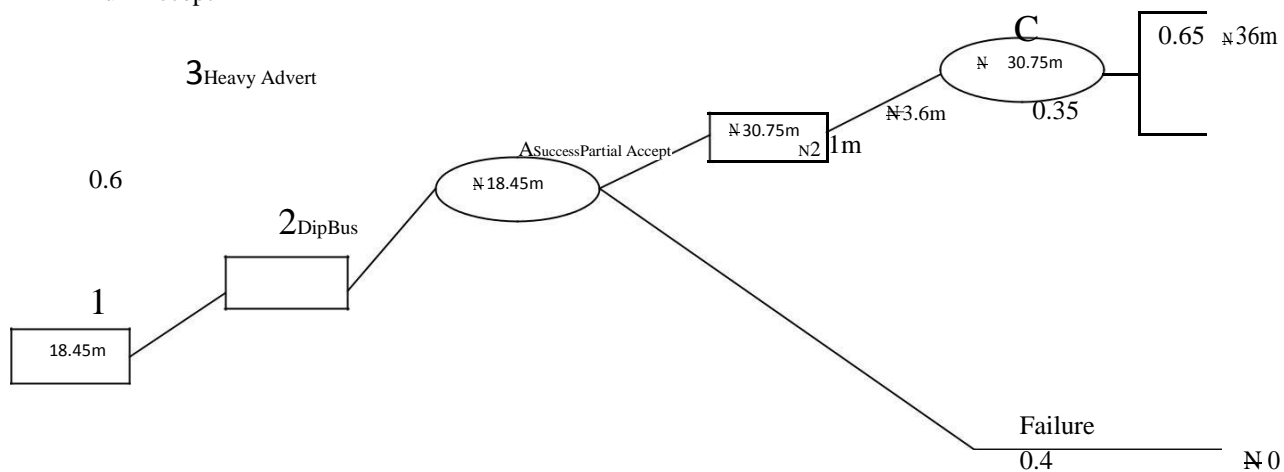 C
0.65 ₦36m
₦ 30.75m
3Heavy Advert
₦3.6m
0.35
₦30.75m
₦2 1m
ASuccessPartial Accept
0.6
₦18.45m
2DipBus
1
18.45m
Failure
0.4
₦0